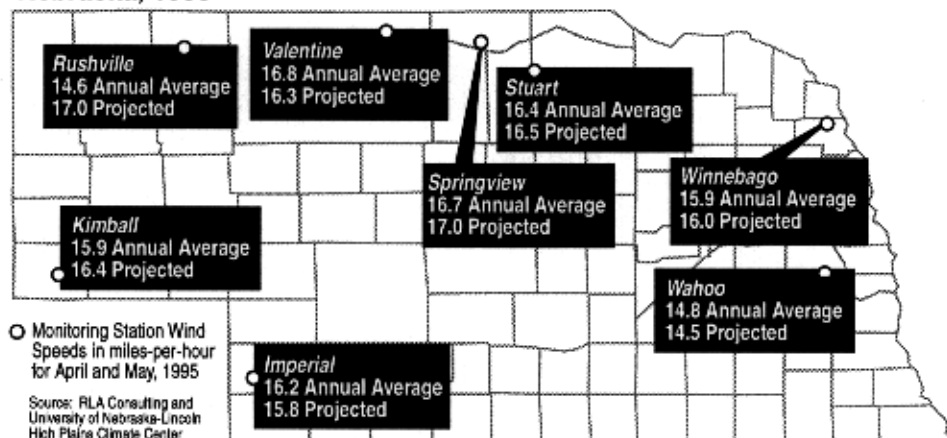 Rushville
14.6 Annual Average
17.0 Projected
Valentine
16.8 Annual Average
16.3 Projected
Stuart
16.4 Annual Average
16.5 Projected
Springview
16.7 Annual Average
17.0 Projected
Winnebago
15.9 Annual Average
16.0 Projected
Kimball
15.9 Annual Average
16.4 Projected
Wahoo
14.8 Annual Average
14.5 Projected
Imperial
16.2 Annual Average
15.8 Projected
Monitoring Station Wind
Speeds in miles-per-hour
for April and May, 1995
Source: RLA Consulting and
University of Nebraska-Lincoln
High Plains Climate Center